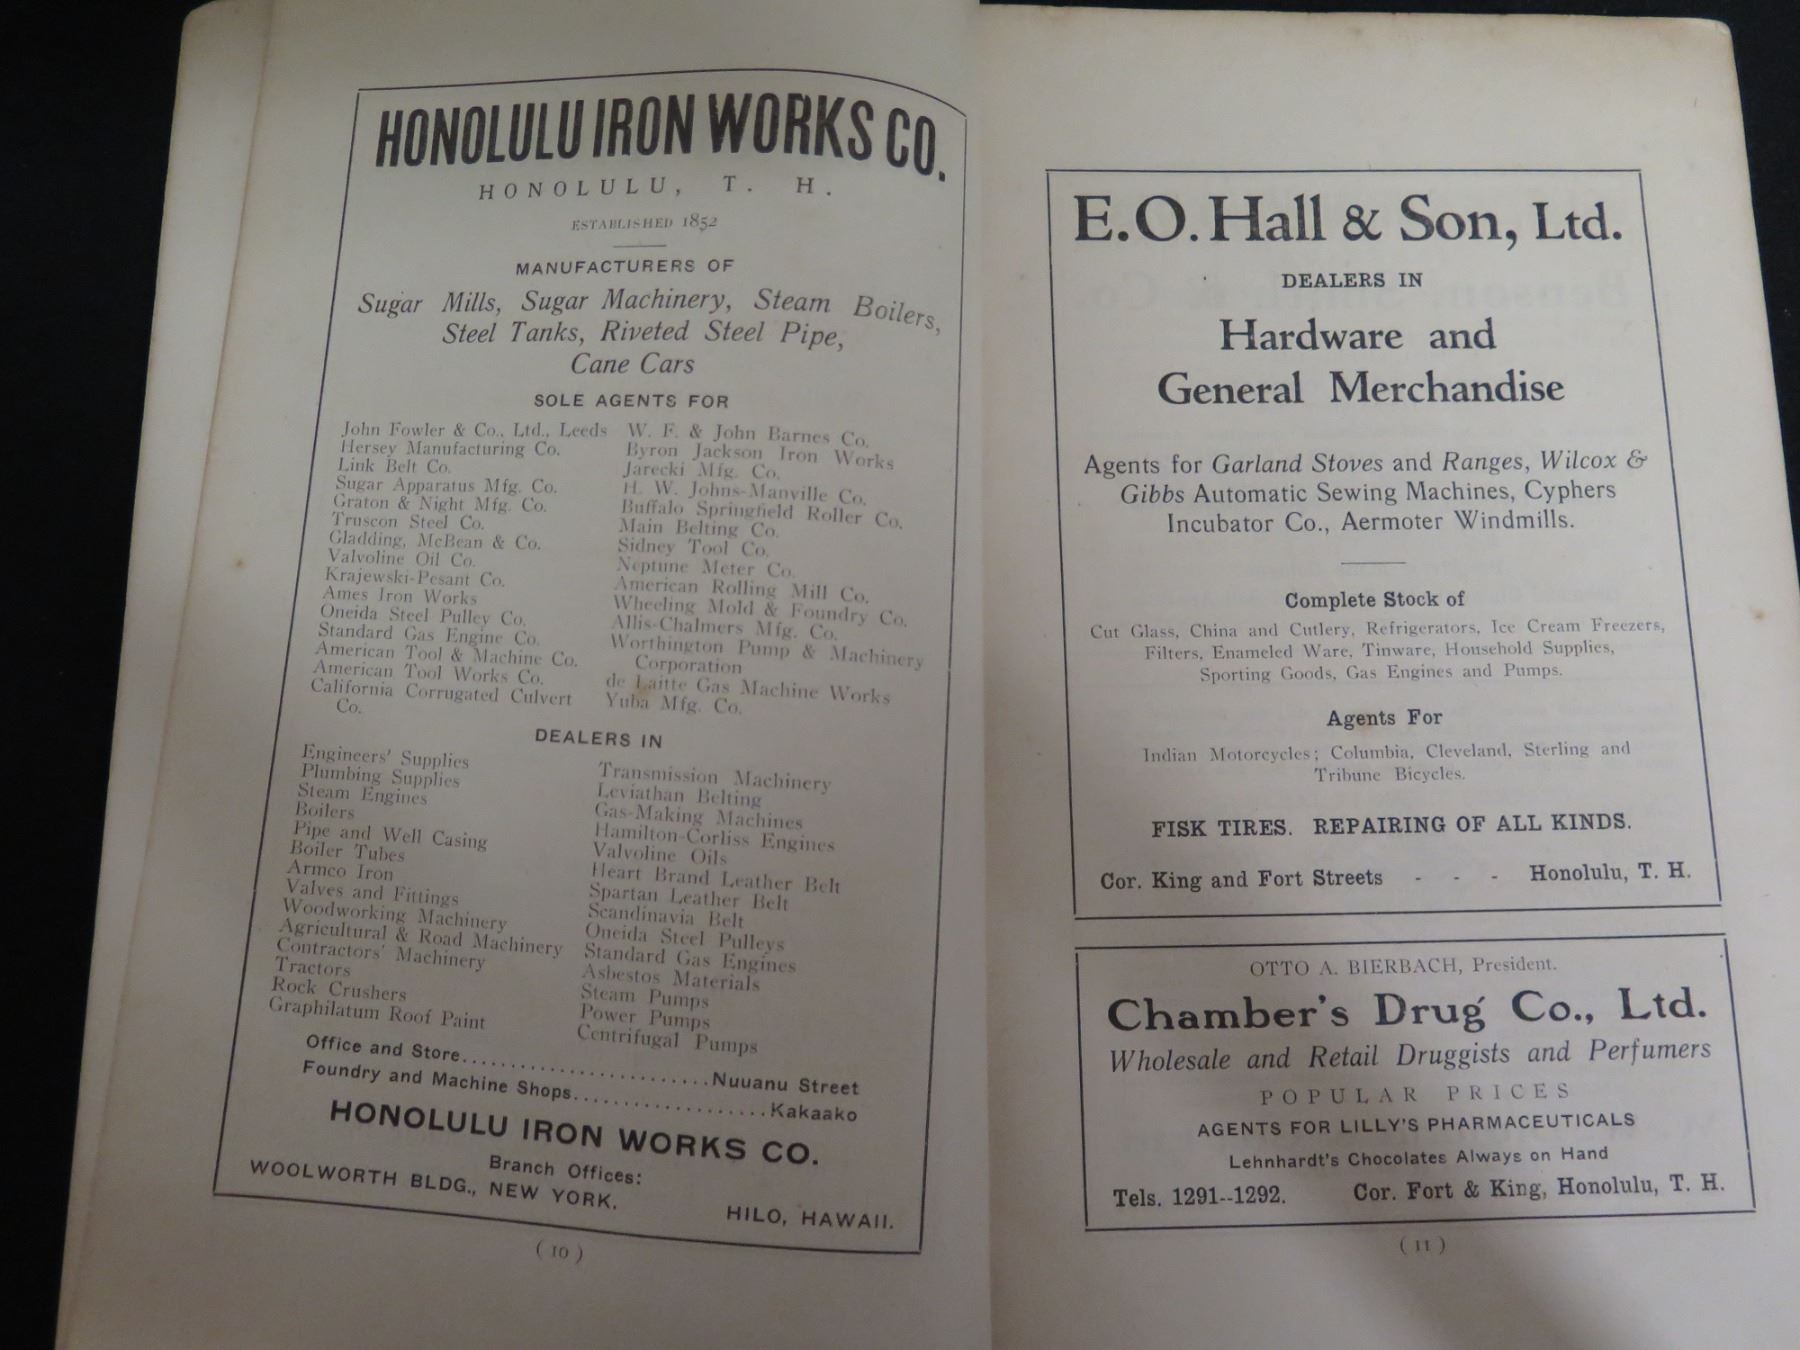 HONOLULU IRON WORKS CO.
HONOLULU, T. H.
ESTABLISHED 1852
MANUFACTURERS OF
Sugar Mills, Sugar Machinery, Steam Boilers,
Steel Tanks, Riveted Steel Pipe,
Cane Cars
SOLE AGENTS FOR
John Fowler & Co., Ltd., Leeds
Hersey Manufacturing Co.
Link Belt Co.
Sugar Apparatus Mfg. Co.
Graton & Night Mfg. Co.
Truscon Steel Co.
Gladding, McBean & Co.
Valvoline Oil Co.
Krajewski-Pesant Co.
Ames Iron Works
Oneida Steel Pulley Co.
Standard Gas Engine Co.
American Tool & Machine Co.
American Tool Works Co.
California Corrugated Culvert
Co.
W. F. & John Barnes Co.
Byron Jackson Iron Works
Jarecki Mfg. Co.
H. W. Johns-Manville Co.
Buffalo Springfield Roller Co.
Main Belting Co.
Sidney Tool Co.
Neptune Meter Co.
American Rolling Mill Co.
Wheeling Mold & Foundry Co.
Allis-Chalmers Mfg. Co.
Worthington Pump & Machinery
Corporation
de Laitte Gas Machine Works
Yuba Mfg. Co.
DEALERS IN
Engineers' Supplies
Plumbing Supplies
Steam Engines
Boilers
Pipe and Well Casing
Boiler Tubes
Armco Iron
Valves and Fittings
Woodworking Machinery
Agricultural & Road Machinery
Contractors' Machinery
Tractors
Rock Crushers
Graphilatum Roof Paint
Transmission Machinery
Leviathan Belting
Gas-Making Machines
Hamilton-Corliss Engines
Valvoline Oils
Heart Brand Leather Belt
Spartan Leather Belt
Scandinavia Belt
Oneida Steel Pulleys
Standard Gas Engines
Asbestos Materials
Steam Pumps
Power Pumps
Centrifugal Pumps
Office and Store........................Nuuanu Street
Foundry and Machine Shops...................Kakaako
HONOLULU IRON WORKS CO.
Branch Offices:
WOOLWORTH BLDG., NEW YORK.
HILO, HAWAII.
(10)
E. O. Hall & Son, Ltd.
DEALERS IN
Hardware and
General Merchandise
Agents for Garland Stoves and Ranges, Wilcox &
Gibbs Automatic Sewing Machines, Cyphers
Incubator Co., Aermoter Windmills.
Complete Stock of
Cut Glass, China and Cutlery, Refrigerators, Ice Cream Freezers,
Filters, Enameled Ware, Tinware, Household Supplies,
Sporting Goods, Gas Engines and Pumps.
Agents For
Indian Motorcycles; Columbia, Cleveland, Sterling and
Tribune Bicycles.
FISK TIRES. REPAIRING OF ALL KINDS.
Cor. King and Fort Streets - - - Honolulu, T. H.
OTTO A. BIERBACH, President.
Chamber's Drug Co., Ltd.
Wholesale and Retail Druggists and Perfumers
POPULAR PRICES
AGENTS FOR LILLY'S PHARMACEUTICALS
Lehnhardt's Chocolates Always on Hand
Tels. 1291--1292. Cor. Fort & King, Honolulu, T. H.
(11)